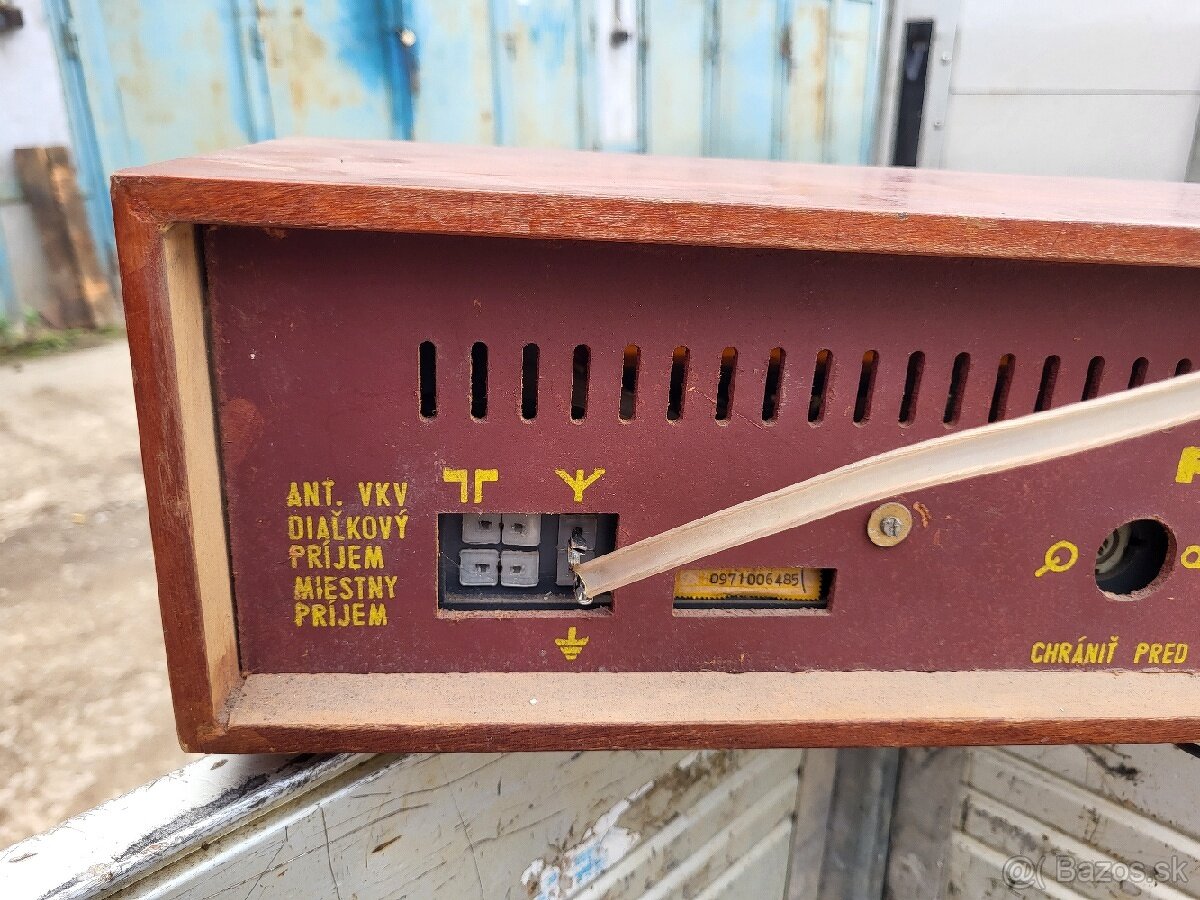 ANT. VKV
DIAĽKOVÝ
PRÍJEM
MIESTNY
PRÍJEM
0971006485
CHRÁNIŤ PRED
Bazos.sk